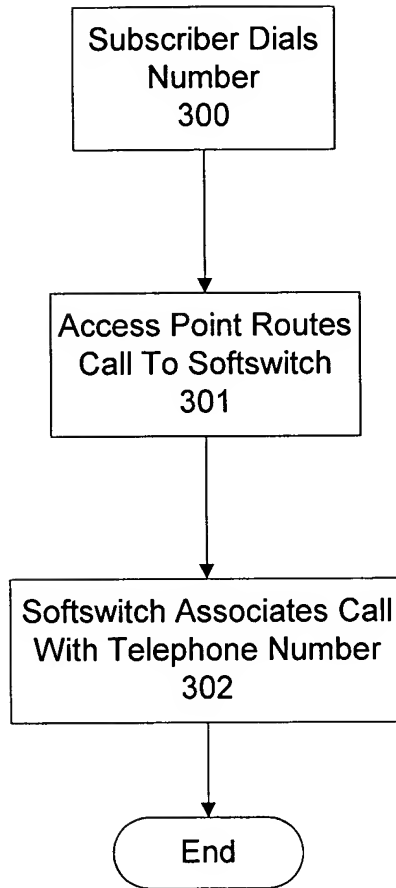 Subscriber Dials
Number
300
Access Point Routes
Call To Softswitch
301
Softswitch Associates Call
With Telephone Number
302
End